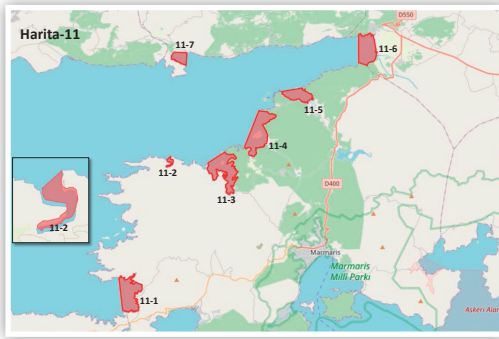 Harita-11
D550
11-7
11-6
11-5
11-4
11-2
11-3
D400
11-2
Marmaris
Marmaris
Milli Parkı
11-1
Askeri Alan